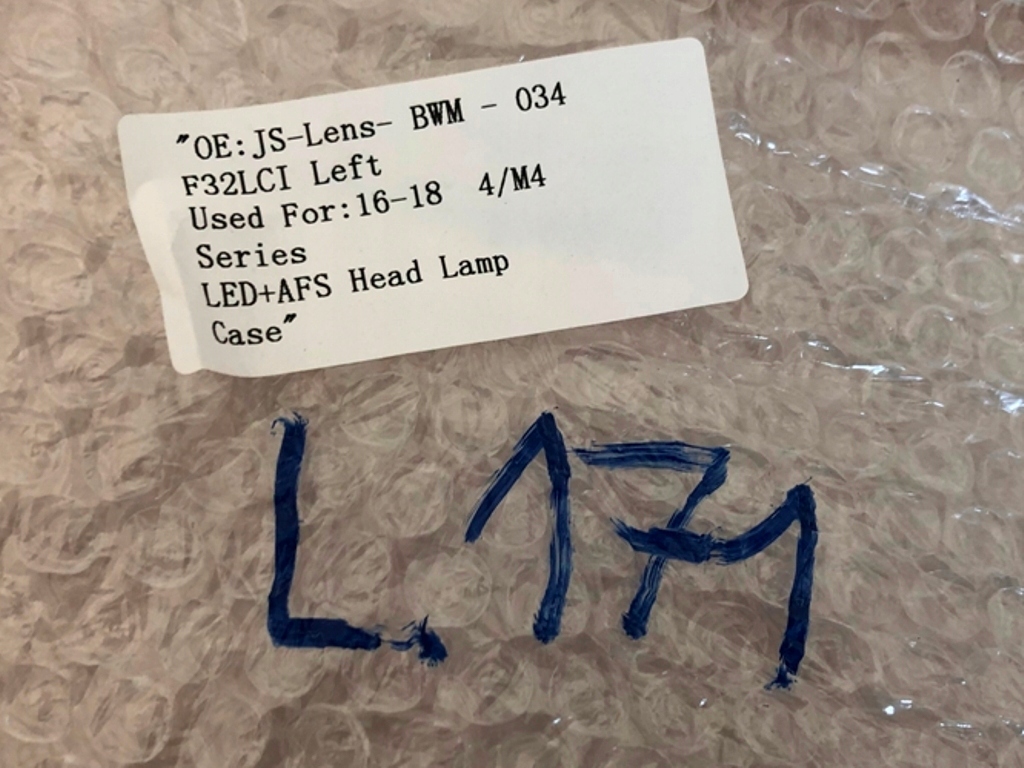 "OE:JS-Lens- BWM - 034
F32LCI Left
Used For:16-18 4/M4
Series
LED+AFS Head Lamp
Case"
L.171